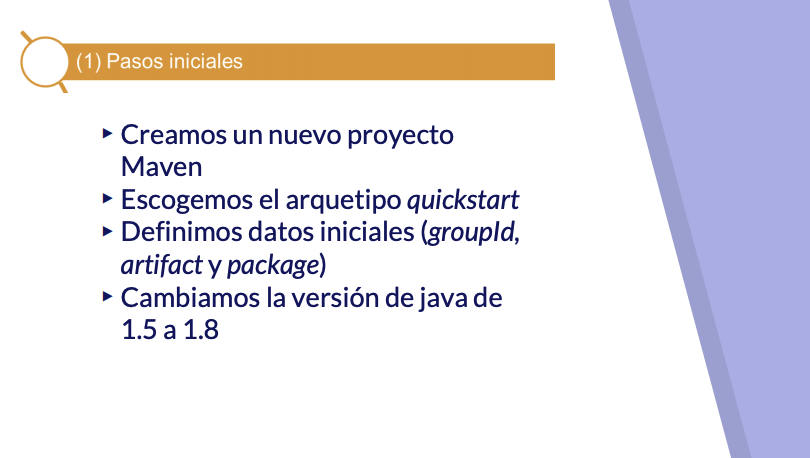 (1) Pasos iniciales
▸ Creamos un nuevo proyecto
Maven
▸ Escogemos el arquetipo quickstart
▸ Definimos datos iniciales (groupId,
artifact y package)
▸ Cambiamos la versión de java de
1.5 a 1.8